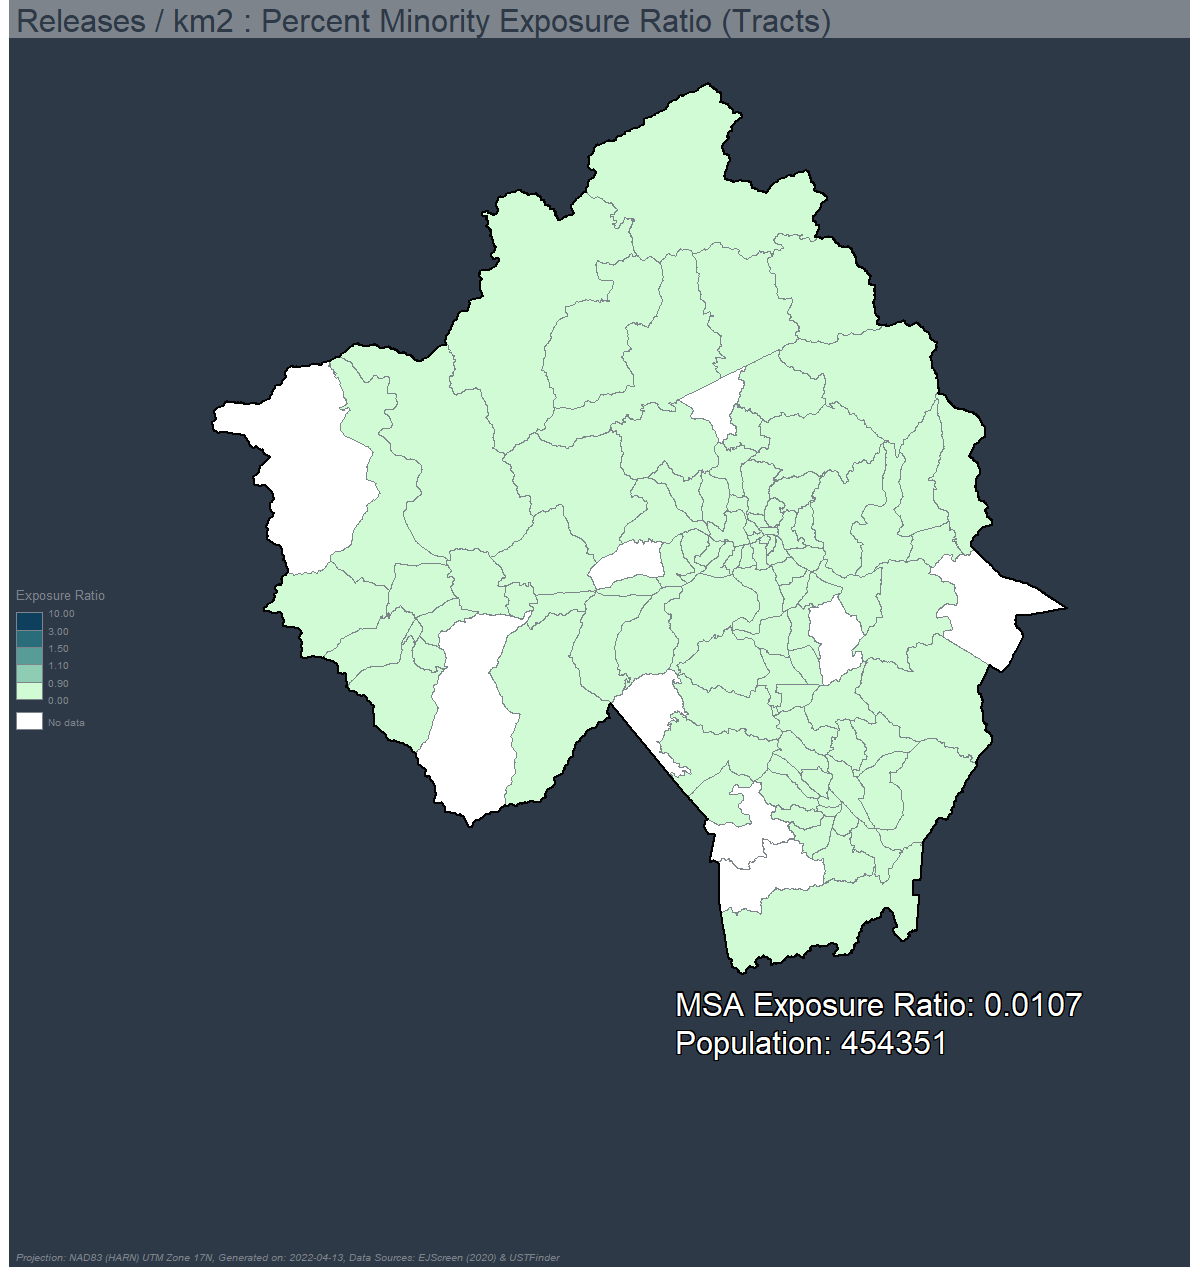 Releases / km2 : Percent Minority Exposure Ratio (Tracts)
Exposure Ratio
10.00
3.00
1.50
1.10
0.90
0.00
No data
MSA Exposure Ratio: 0.0107
Population: 454351
Projection: NAD83 (HARN) UTM Zone 17N, Generated on: 2022-04-13, Data Sources: EJScreen (2020) & USTFinder